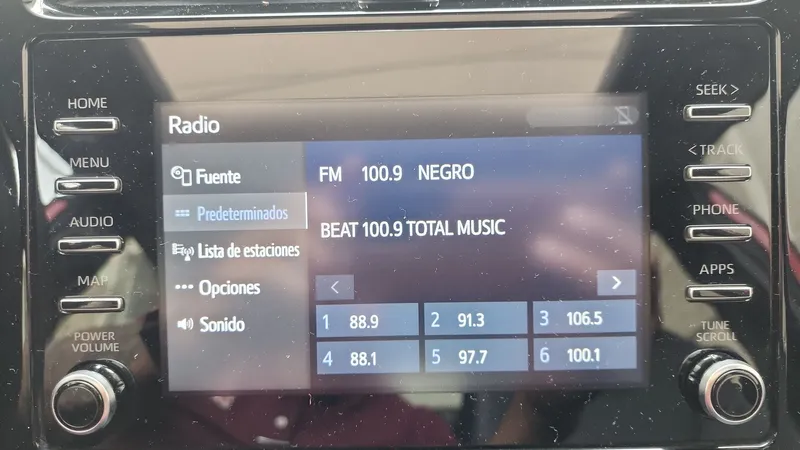 HOME
MENU
AUDIO
MAP
POWER
VOLUME
Radio
Fuente
Predeterminados
Lista de estaciones
Opciones
Sonido
FM 100.9 NEGRO
BEAT 100.9 TOTAL MUSIC
< >
1 88.9 2 91.3 3 106.5
4 88.1 5 97.7 6 100.1
SEEK >
< TRACK
PHONE
APPS
TUNE
SCROLL